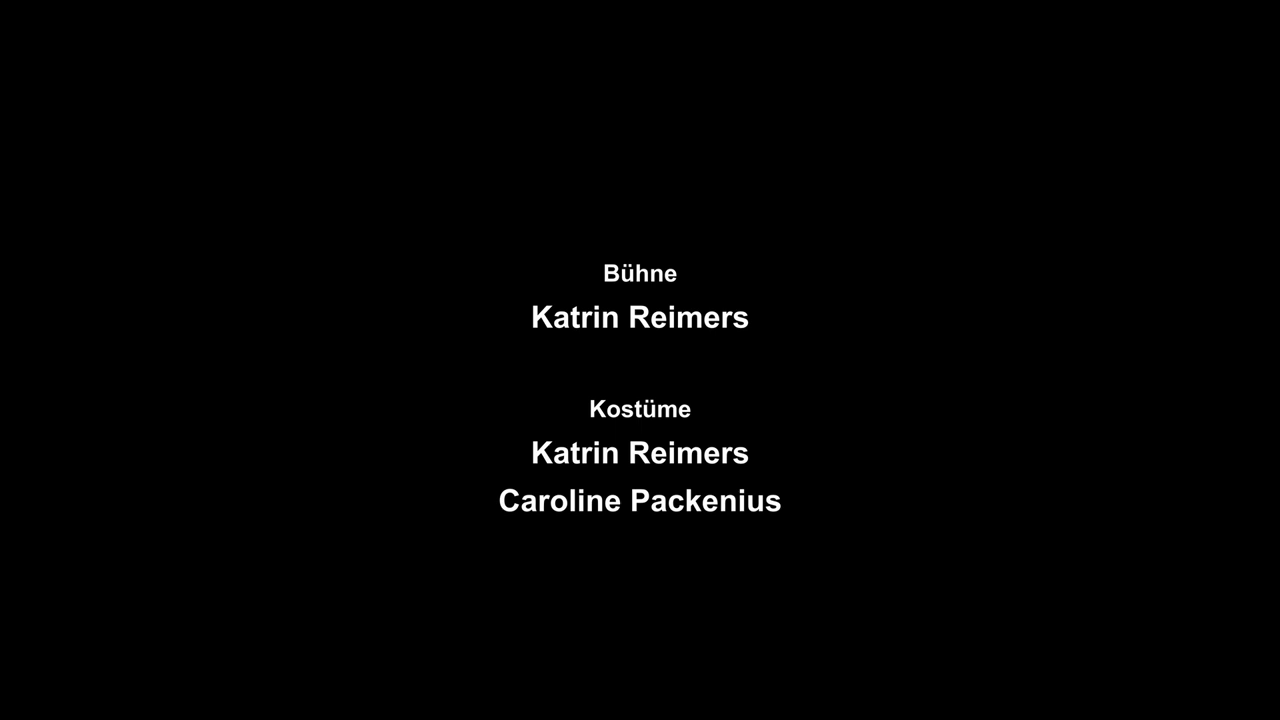 Bühne
Katrin Reimers
Kostüme
Katrin Reimers
Caroline Packenius